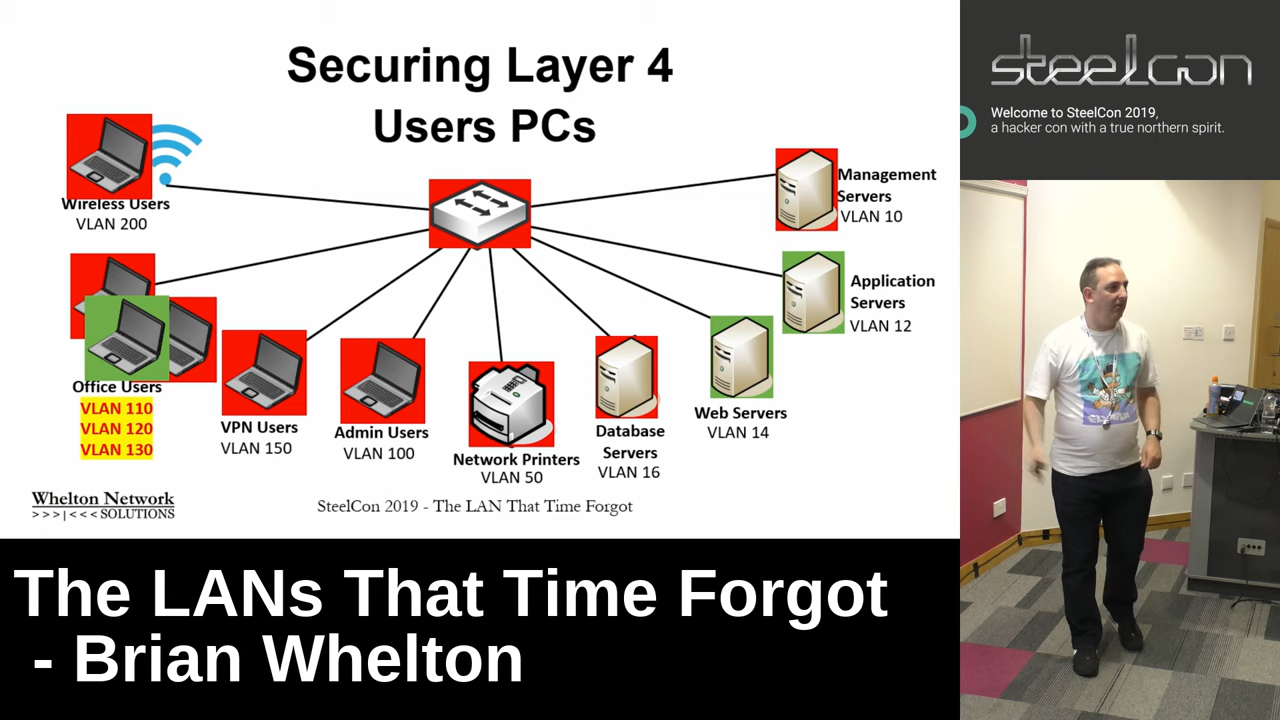 Securing Layer 4
Users PCs
Wireless Users
VLAN 200
Office Users
VLAN 110
VLAN 120
VLAN 130
VPN Users
VLAN 150
Admin Users
VLAN 100
Network Printers
VLAN 50
Database
Servers
VLAN 16
Web Servers
VLAN 14
Application
Servers
VLAN 12
Management
Servers
VLAN 10
Whelton Network
>>>|<<< SOLUTIONS
SteelCon 2019 - The LAN That Time Forgot
steelcon
Welcome to SteelCon 2019,
a hacker con with a true northern spirit.
The LANs That Time Forgot
- Brian Whelton